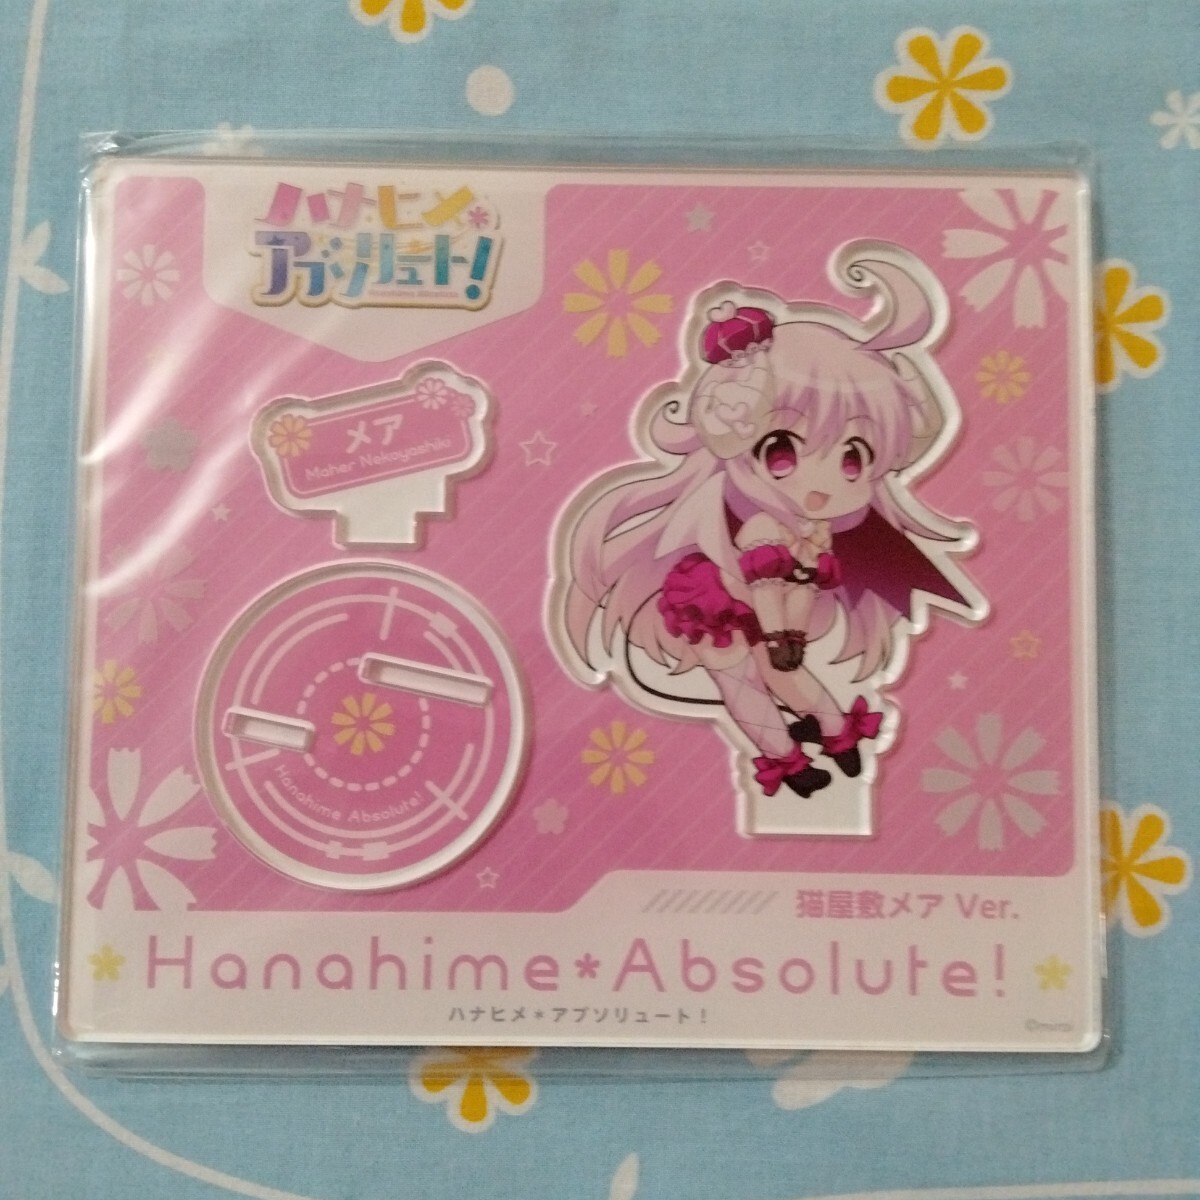 ハナヒメ*
アブソリュート!
メア
Maher Nekoyashiki
Hanahime Absolute!
猫屋敷メア Ver.
Hanahime*Absolute!
ハナヒメ*アブソリュート!